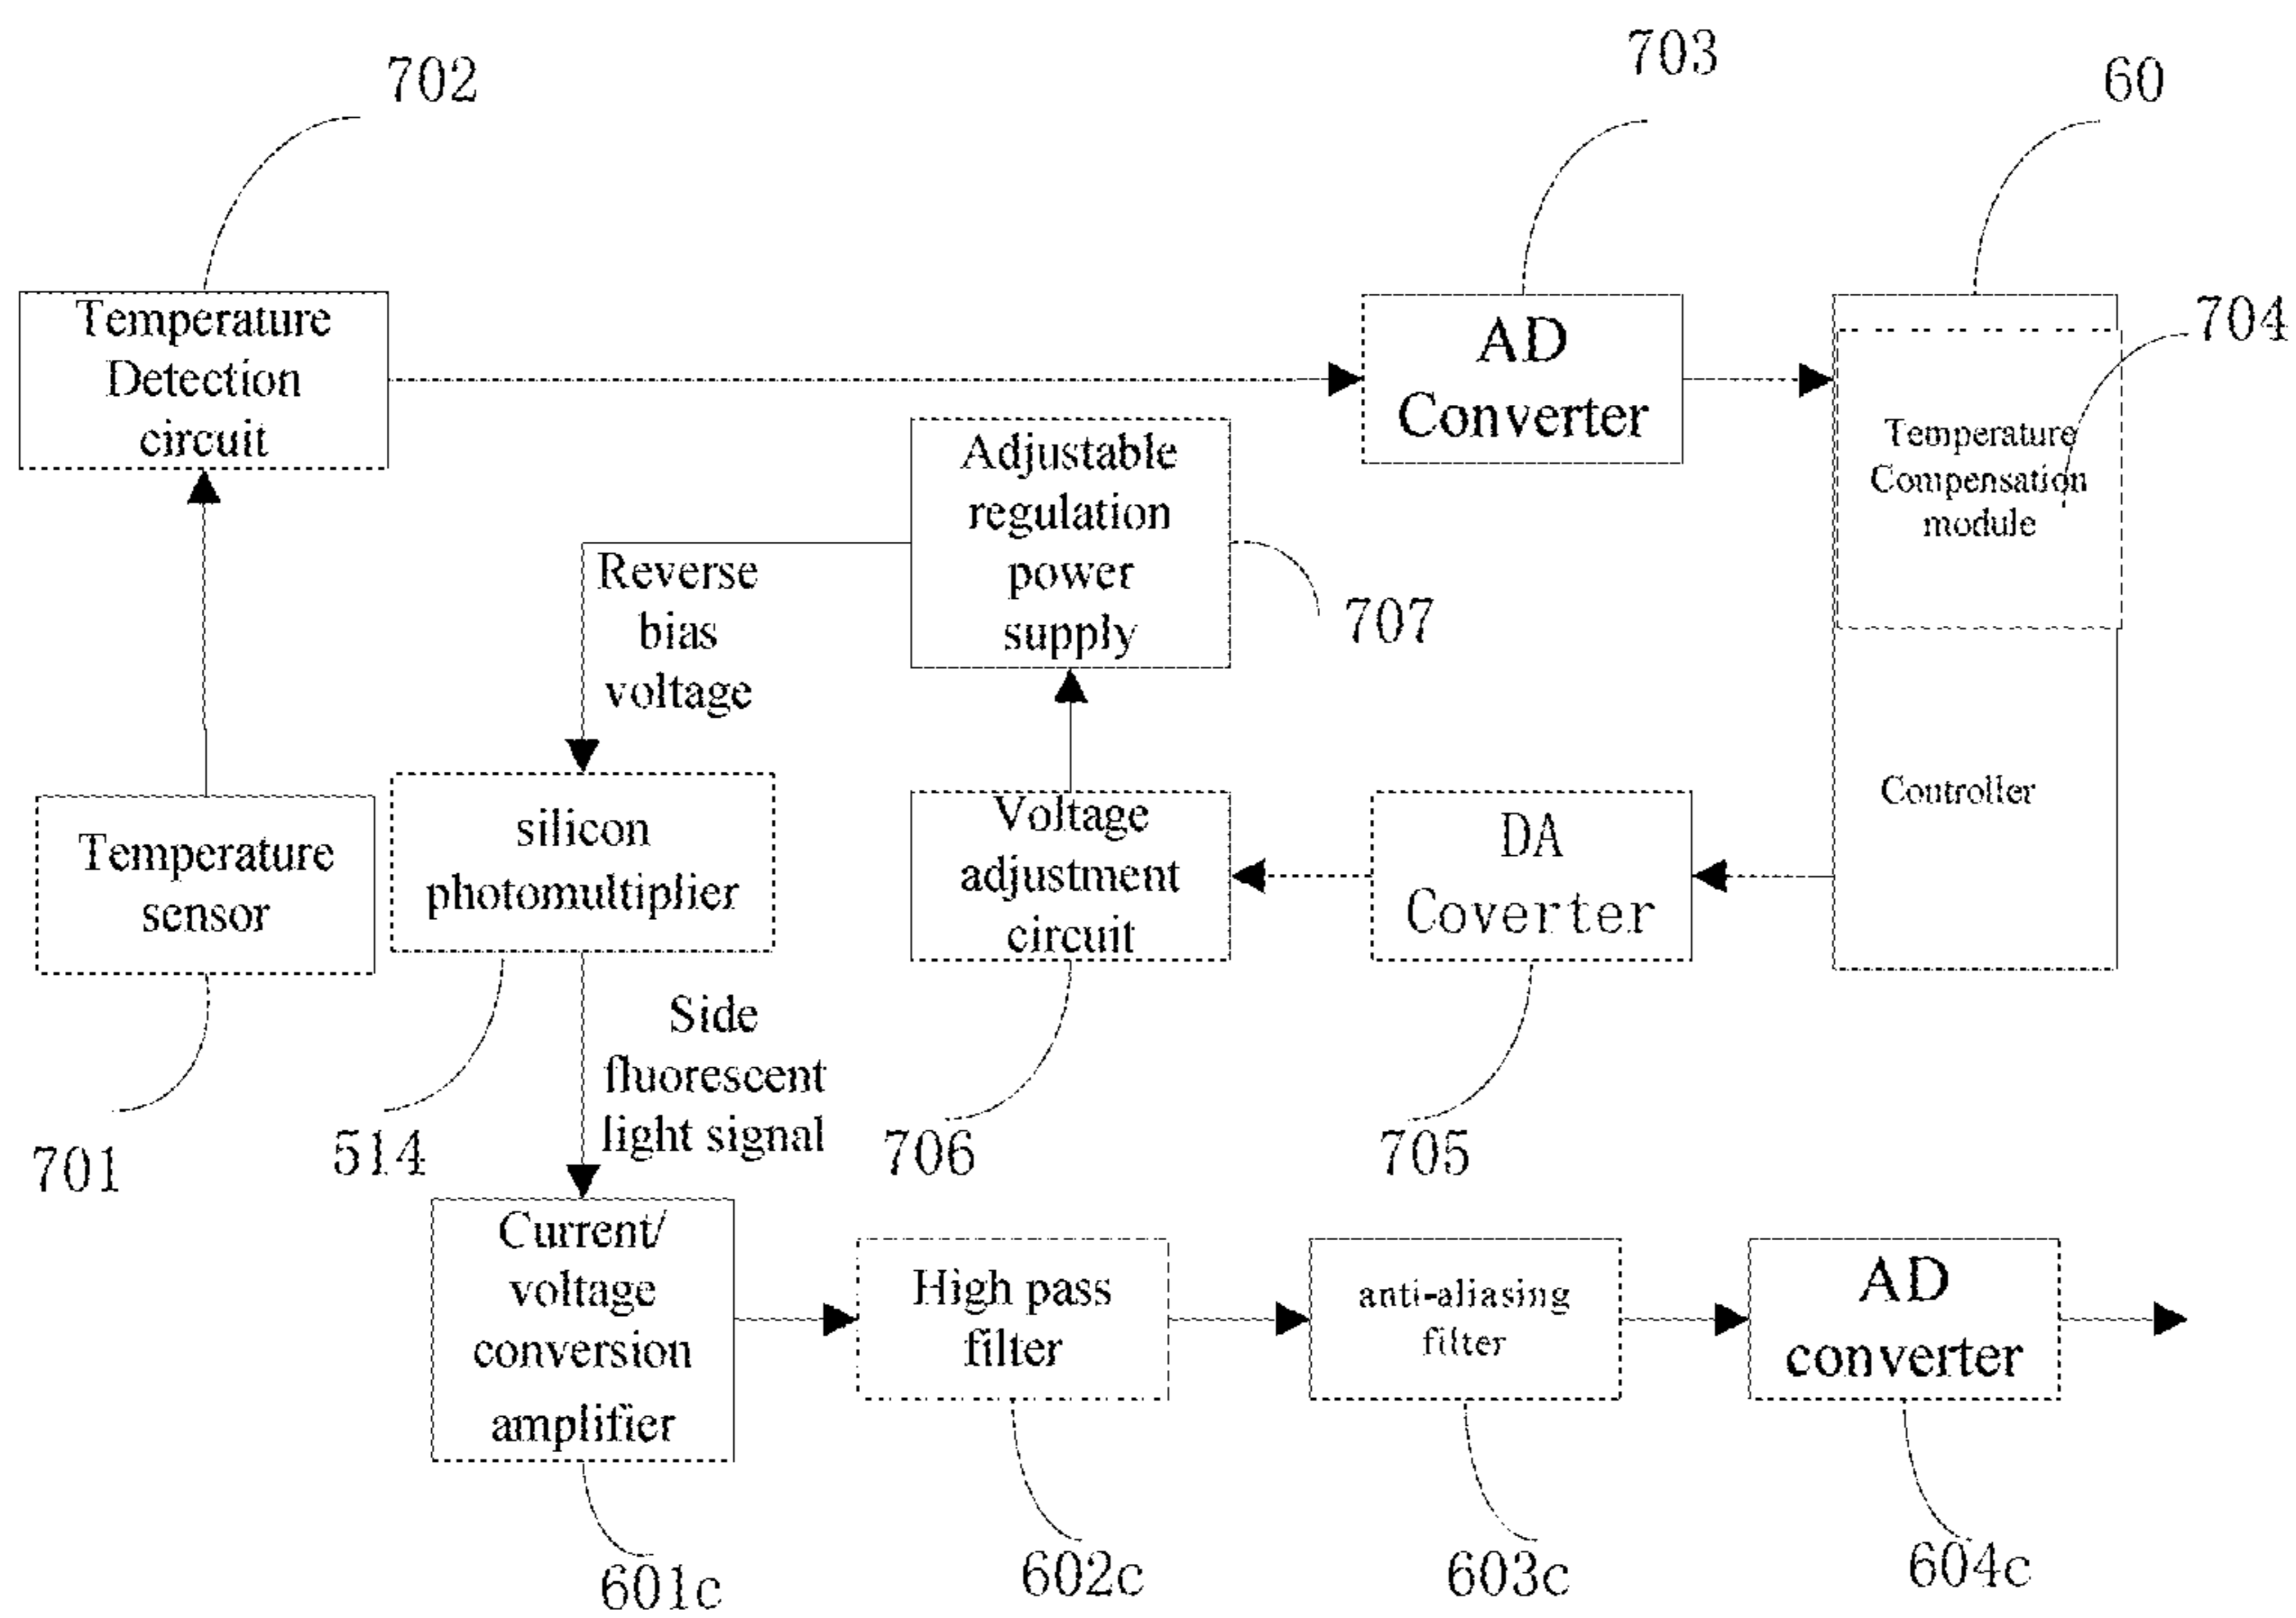 702
703
60
704
Temperature
Detection
circuit
AD
Converter
Temperature
Compensation
module
Adjustable
regulation
power
supply
707
Reverse
bias
voltage
Controller
Temperature
sensor
silicon
photomultiplier
Voltage
adjustment
circuit
DA
Coverter
701
514
Side
fluorescent
light signal
706
705
Current/
voltage
conversion
amplifier
High pass
filter
anti-aliasing
filter
AD
converter
601c
602c
603c
604c